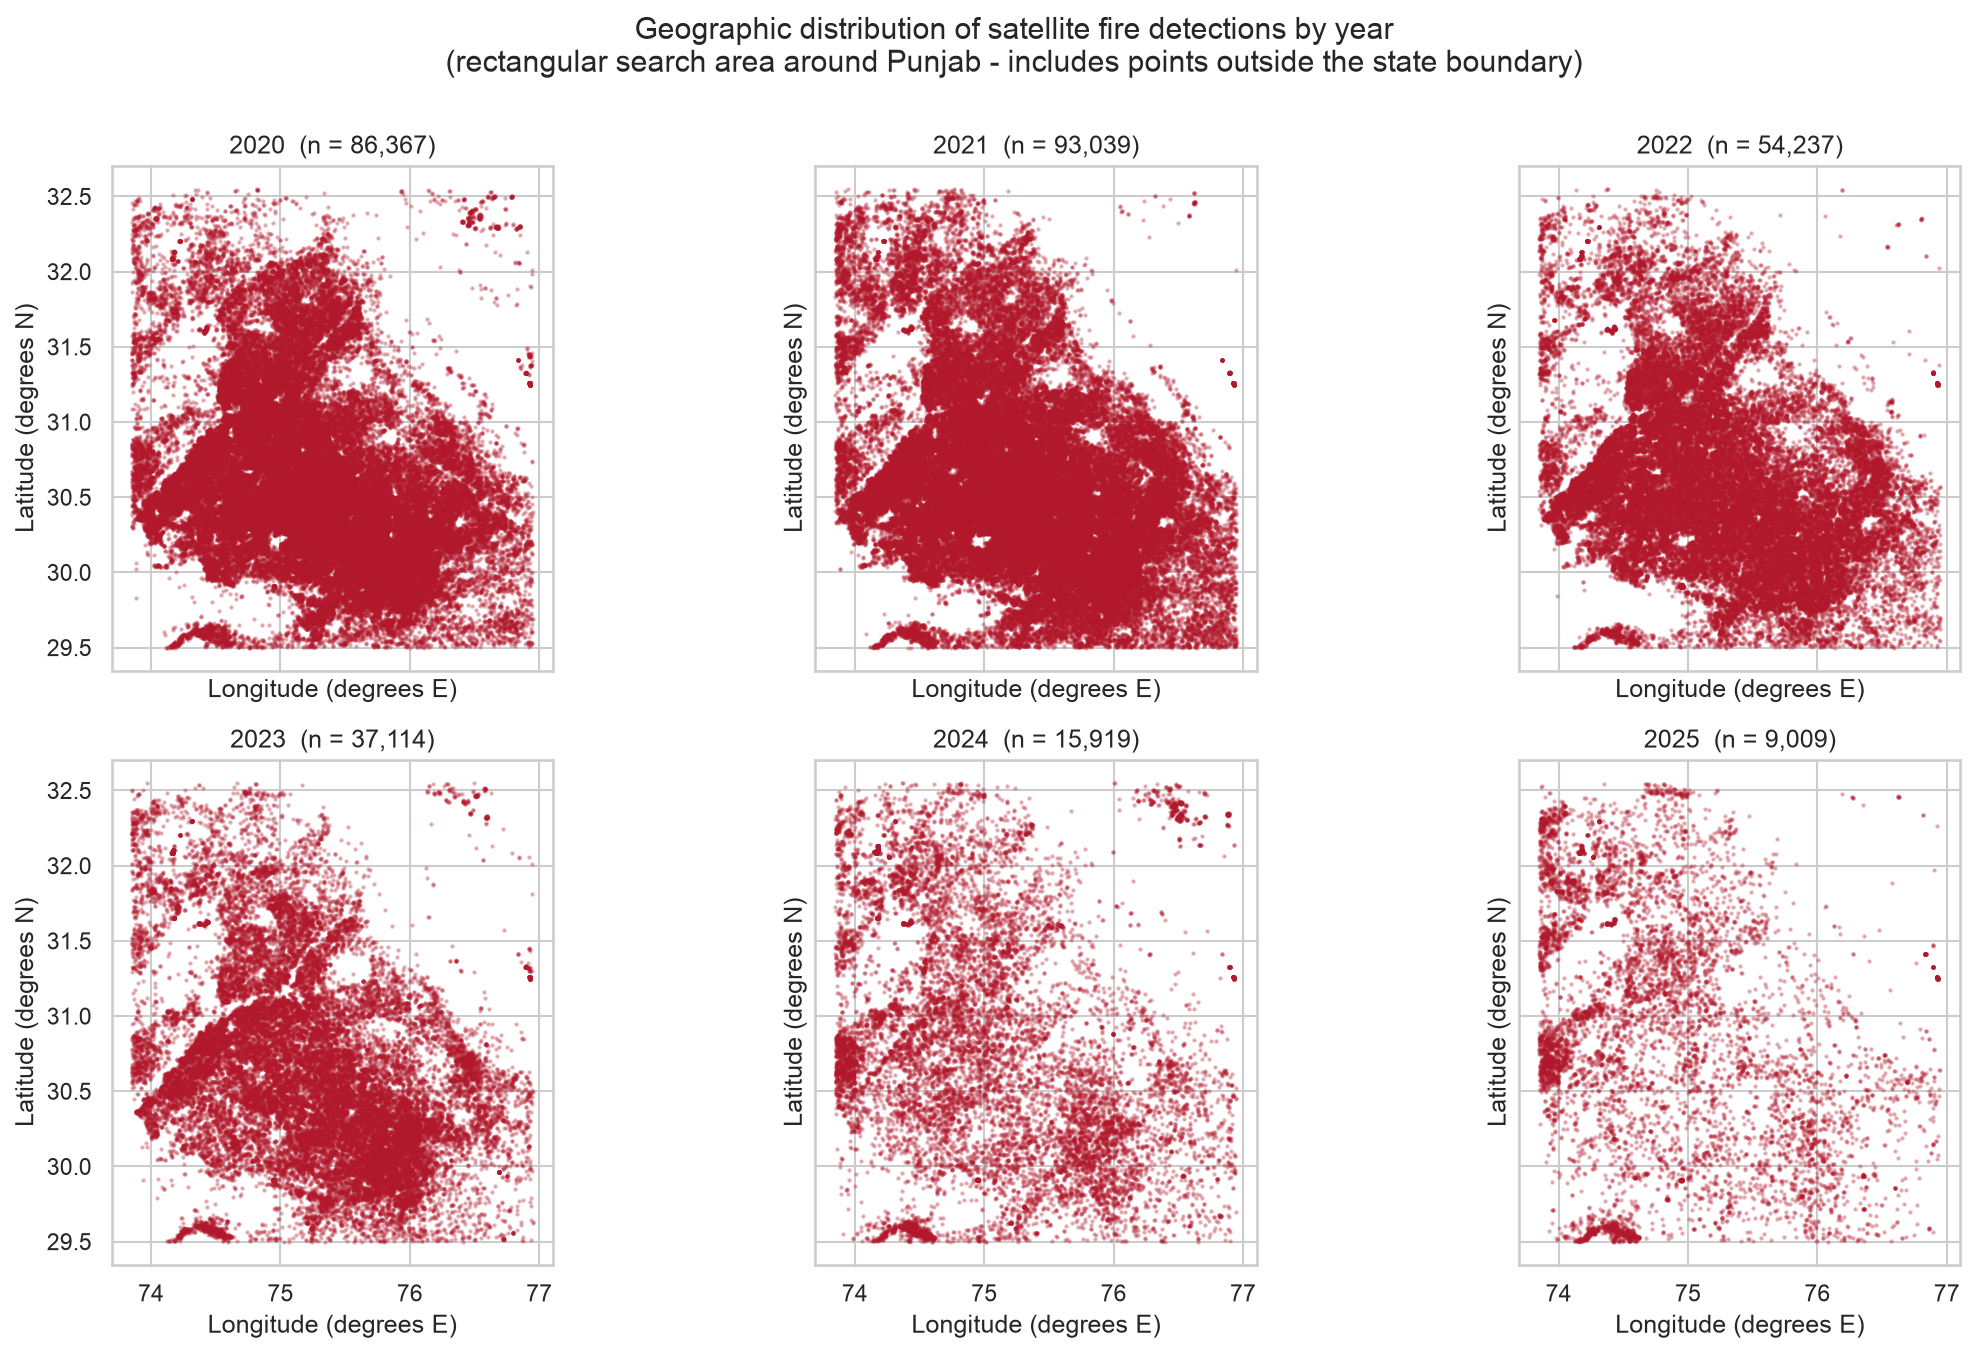 Geographic distribution of satellite fire detections by year
(rectangular search area around Punjab - includes points outside the state boundary)
2020 (n = 86,367)
2021 (n = 93,039)
2022 (n = 54,237)
Latitude (degrees N)
32.5
32.0
31.5
31.0
30.5
30.0
29.5
Latitude (degrees N)
Latitude (degrees N)
Longitude (degrees E)
Longitude (degrees E)
Longitude (degrees E)
2023 (n = 37,114)
2024 (n = 15,919)
2025 (n = 9,009)
Latitude (degrees N)
32.5
32.0
31.5
31.0
30.5
30.0
29.5
Latitude (degrees N)
Latitude (degrees N)
74 75 76 77
74 75 76 77
74 75 76 77
Longitude (degrees E)
Longitude (degrees E)
Longitude (degrees E)